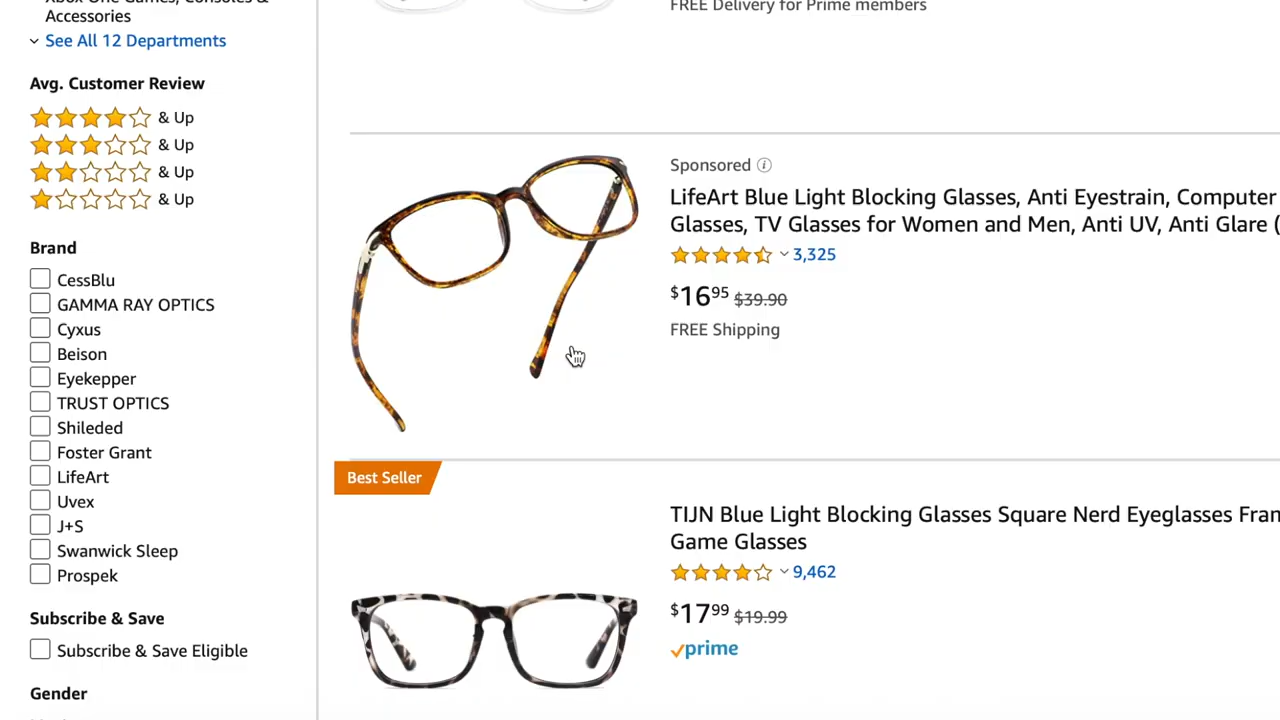 Xbox One Games, Consoles &
Accessories
See All 12 Departments
Avg. Customer Review
& Up
& Up
& Up
& Up
Brand
CessBlu
GAMMA RAY OPTICS
Cyxus
Beison
Eyekepper
TRUST OPTICS
Shileded
Foster Grant
LifeArt
Uvex
J+S
Swanwick Sleep
Prospek
Subscribe & Save
Subscribe & Save Eligible
Gender
FREE Delivery for Prime members
Sponsored
LifeArt Blue Light Blocking Glasses, Anti Eyestrain, Computer
Glasses, TV Glasses for Women and Men, Anti UV, Anti Glare (
3,325
$1695 $39.90
FREE Shipping
Best Seller
TIJN Blue Light Blocking Glasses Square Nerd Eyeglasses
Game Glasses
9,462
$1799 $19.99
prime